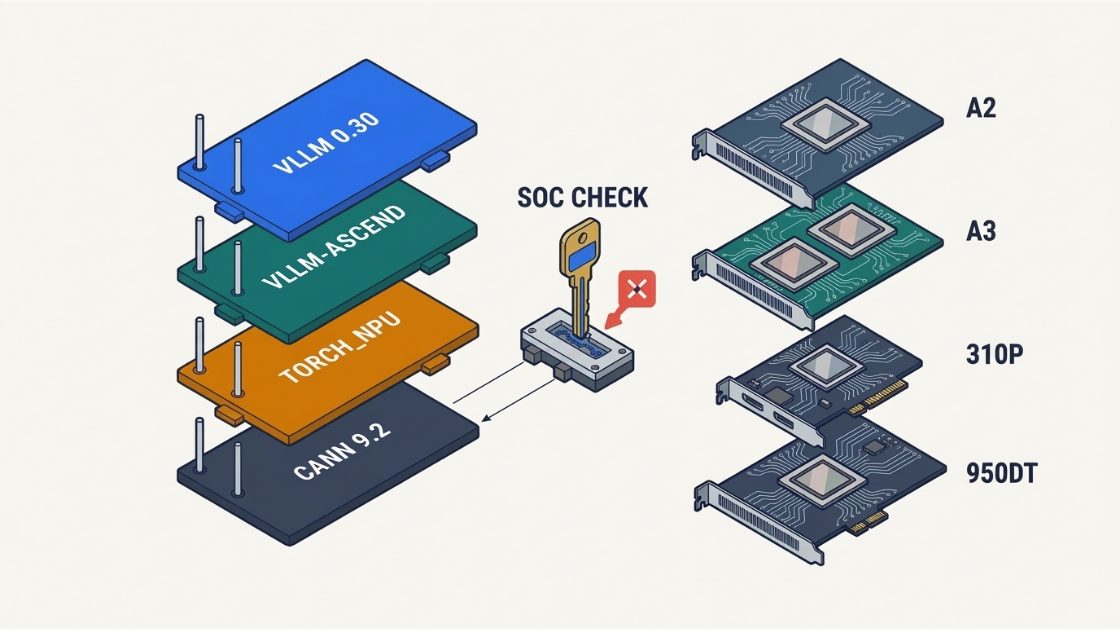 VLLM 0.30
VLLM-ASCEND
TORCH_NPU
CANN 9.2
SOC CHECK
A2
A3
310P
950DT